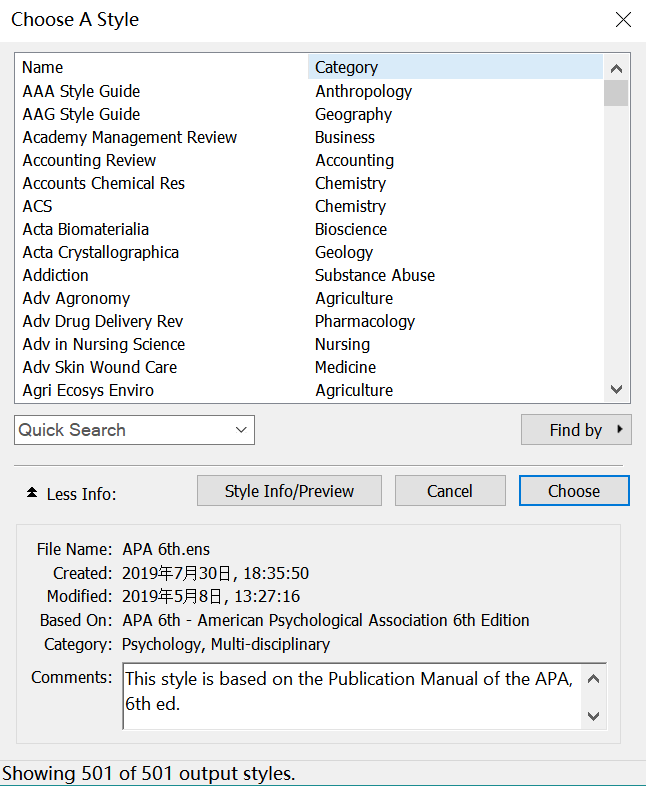 Choose A Style
Name Category
AAA Style Guide Anthropology
AAG Style Guide Geography
Academy Management Review Business
Accounting Review Accounting
Accounts Chemical Res Chemistry
ACS Chemistry
Acta Biomaterialia Bioscience
Acta Crystallographica Geology
Addiction Substance Abuse
Adv Agronomy Agriculture
Adv Drug Delivery Rev Pharmacology
Adv in Nursing Science Nursing
Adv Skin Wound Care Medicine
Agri Ecosys Enviro Agriculture
Quick Search Find by
Less Info: Style Info/Preview Cancel Choose
File Name: APA 6th.ens
Created: 2019年7月30日, 18:35:50
Modified: 2019年5月8日, 13:27:16
Based On: APA 6th - American Psychological Association 6th Edition
Category: Psychology, Multi-disciplinary
Comments: This style is based on the Publication Manual of the APA,
6th ed.
Showing 501 of 501 output styles.